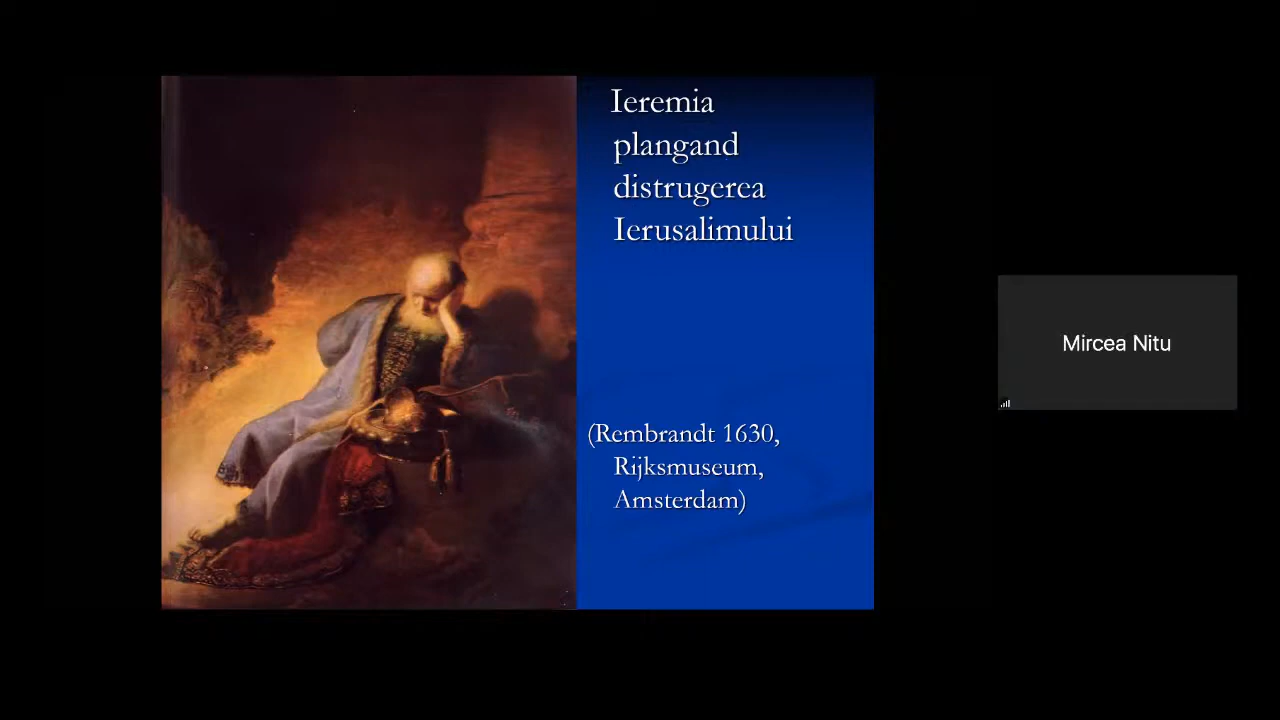 Ieremia
plangand
distrugerea
Ierusalimului
(Rembrandt 1630,
Rijksmuseum,
Amsterdam)
Mircea Nitu